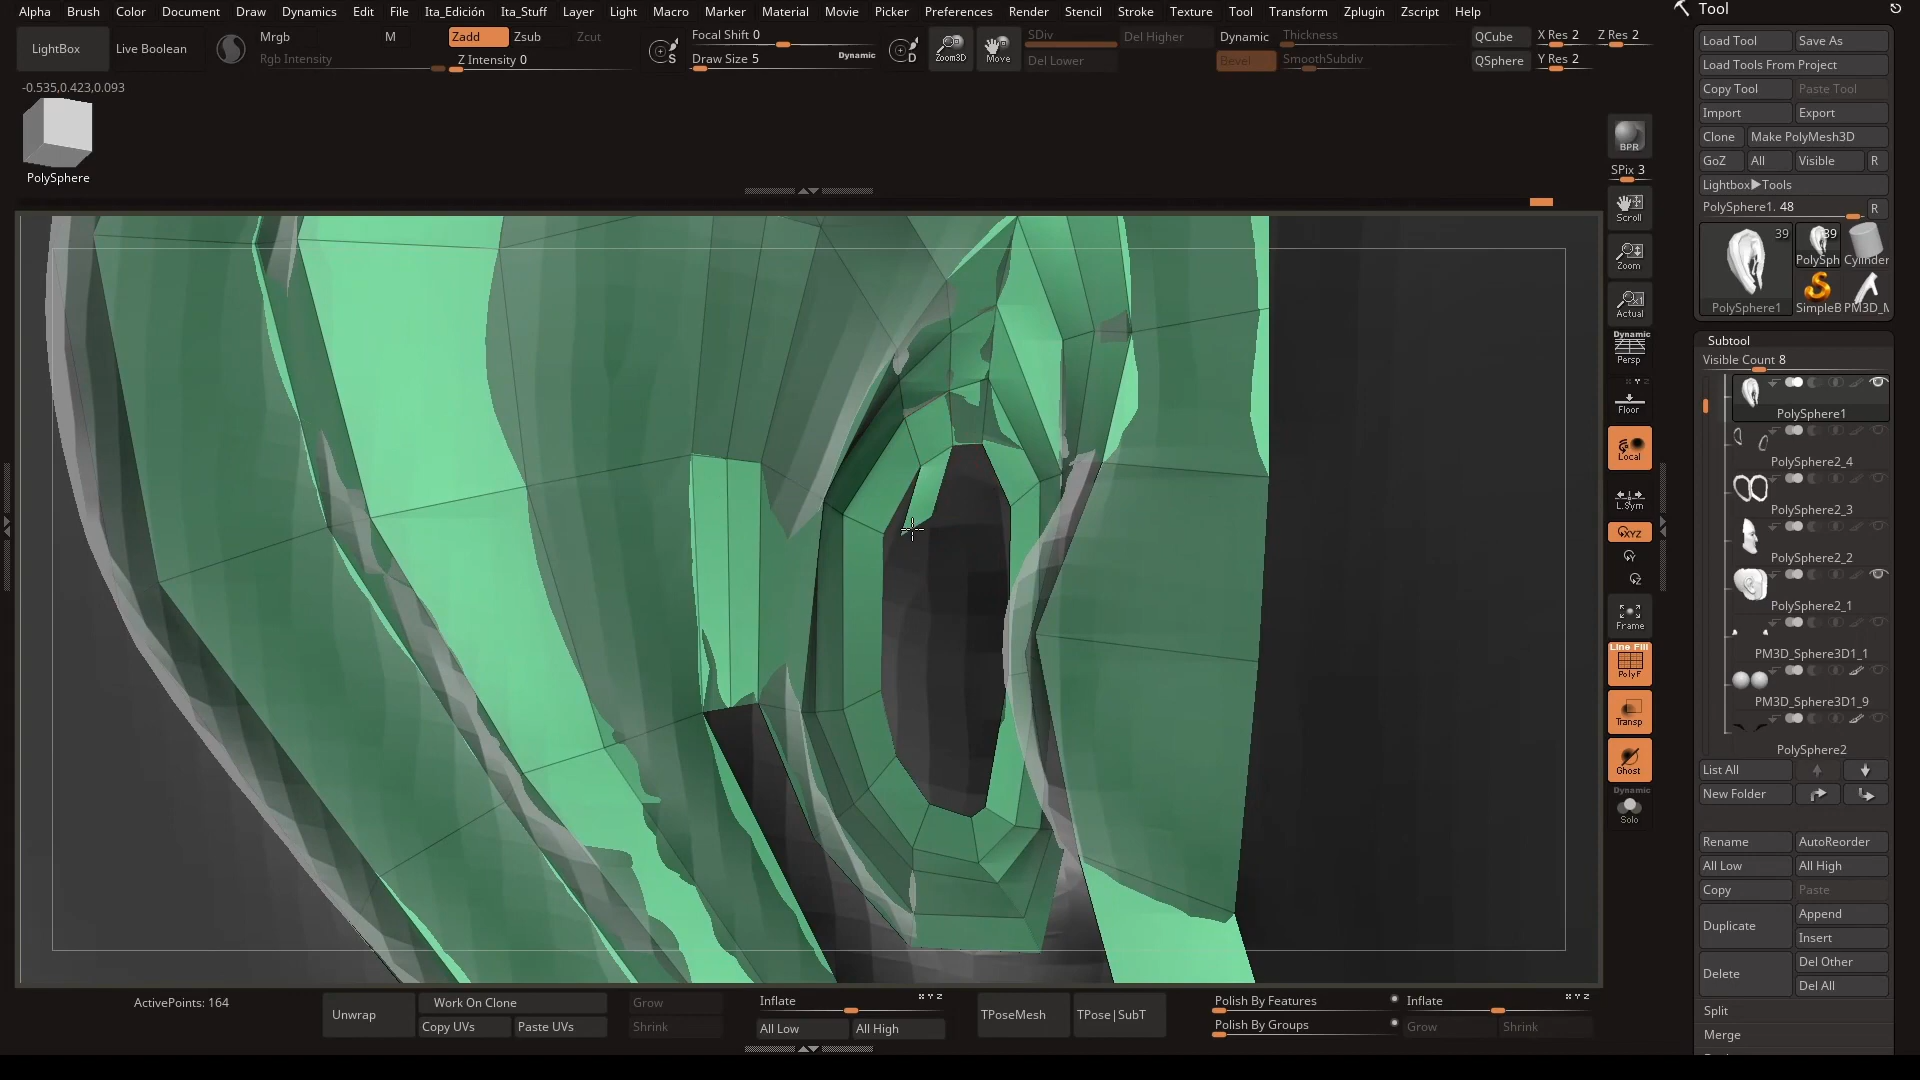 Alpha Brush Color Document Draw Dynamics Edit File Ita_Edición Ita_Stuff Layer Light Macro Marker Material Movie Picker Preferences Render Stencil Stroke Texture Tool Transform Zplugin Zscript Help
Tool
LightBox Live Boolean Mrgb M Zadd Zsub Zcut Focal Shift 0 SDiv Del Higher Dynamic Thickness QCube X Res 2 Z Res 2
Rgb Intensity Z Intensity 0 Draw Size 5 Dynamic Zoom3D Move Del Lower Bevel SmoothSubdiv QSphere Y Res 2
S D
-0.535,0.423,0.093
PolySphere
Load Tool Save As
Load Tools From Project
Copy Tool Paste Tool
Import Export
Clone Make PolyMesh3D
GoZ All Visible R
Lightbox▶Tools
PolySphere1. 48 R
39 39
PolySph Cylinder
PolySphere1 SimpleB PM3D_M
Subtool
Visible Count 8
PolySphere1
PolySphere2_4
PolySphere2_3
PolySphere2_2
PolySphere2_1
PM3D_Sphere3D1_1
PM3D_Sphere3D1_9
PolySphere2
List All
New Folder
Rename AutoReorder
All Low All High
Copy Paste
Duplicate Append
Insert
Delete Del Other
Del All
Split
Merge
BPR
SPix 3
Scroll
Zoom
Actual
Dynamic
Persp
X Y Z
Floor
Local
L.Sym
XYZ
Y
Z
Frame
Line Fill
PolyF
Transp
Ghost
Dynamic
Solo
ActivePoints: 164
Unwrap Work On Clone Grow Inflate X Y Z TPoseMesh TPose|SubT Polish By Features Inflate X Y Z
Copy UVs Paste UVs Shrink All Low All High Polish By Groups Grow Shrink